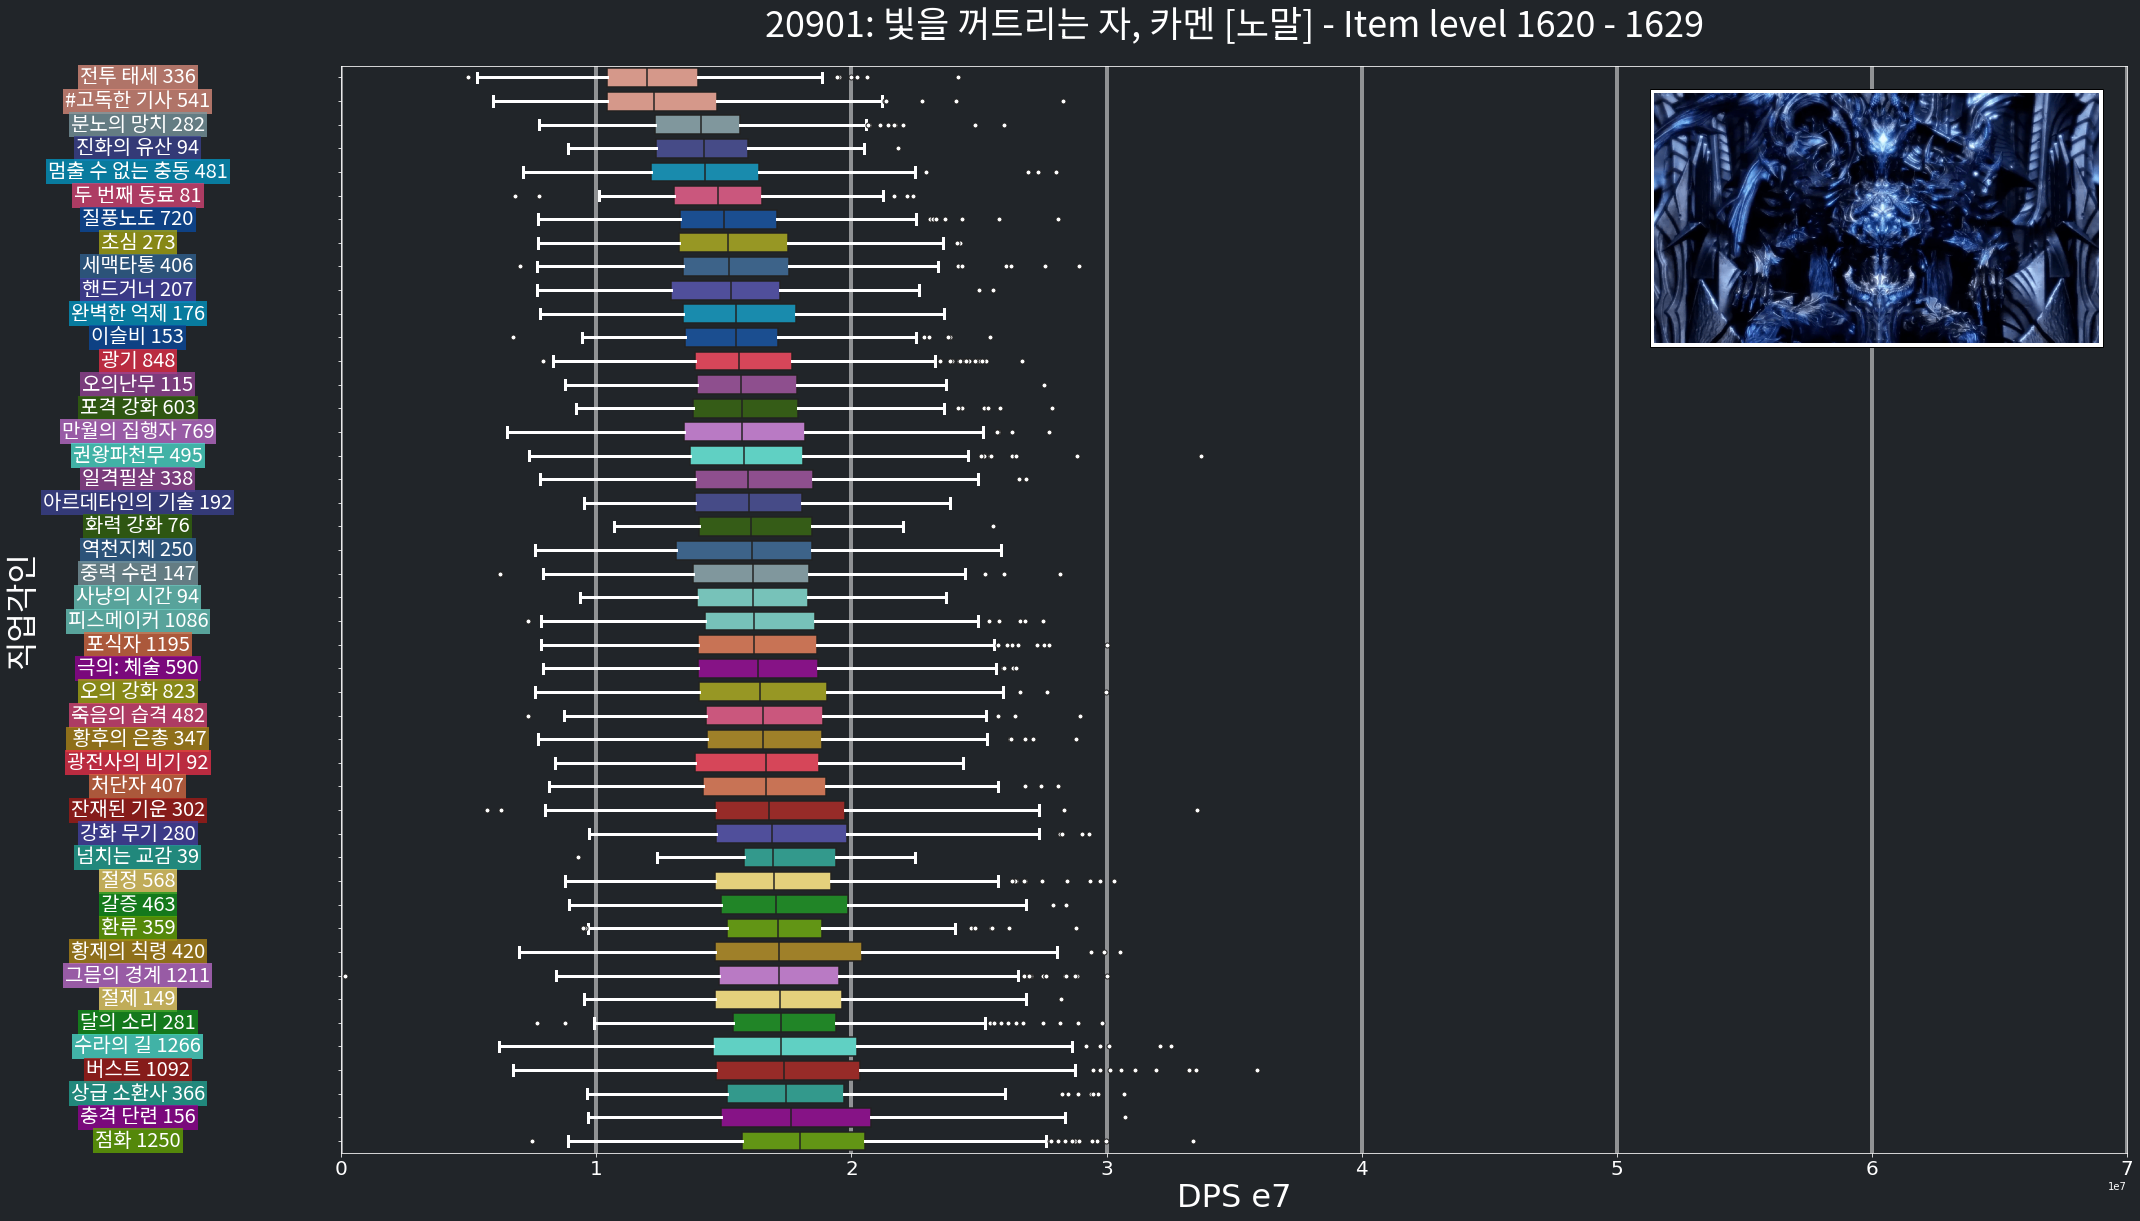 20901: 빛을 꺼트리는 자, 카멘 [노말] - Item level 1620 - 1629
직업각인
전투 태세 336
#고독한 기사 541
분노의 망치 282
진화의 유산 94
멈출 수 없는 충동 481
두 번째 동료 81
질풍노도 720
초심 273
세맥타통 406
핸드거너 207
완벽한 억제 176
이슬비 153
광기 848
오의난무 115
포격 강화 603
만월의 집행자 769
권왕파천무 495
일격필살 338
아르데타인의 기술 192
화력 강화 76
역천지체 250
중력 수련 147
사냥의 시간 94
피스메이커 1086
포식자 1195
극의: 체술 590
오의 강화 823
죽음의 습격 482
황후의 은총 347
광전사의 비기 92
처단자 407
잔재된 기운 302
강화 무기 280
넘치는 교감 39
절정 568
갈증 463
환류 359
황제의 칙령 420
그믐의 경계 1211
절제 149
달의 소리 281
수라의 길 1266
버스트 1092
상급 소환사 366
충격 단련 156
점화 1250
0 1 2 3 4 5 6 7
1e7
DPS e7